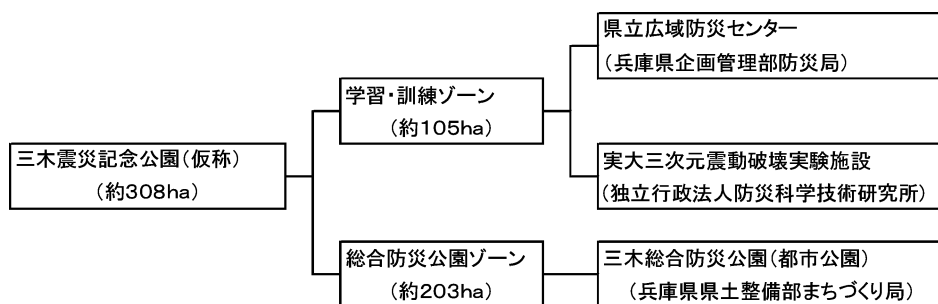 三木震災記念公園（仮称）
（約308ha）
学習・訓練ゾーン
（約105ha）
県立広域防災センター
（兵庫県企画管理部防災局）
実大三次元震動破壊実験施設
（独立行政法人防災科学技術研究所）
総合防災公園ゾーン
（約203ha）
三木総合防災公園（都市公園）
（兵庫県県土整備部まちづくり局）